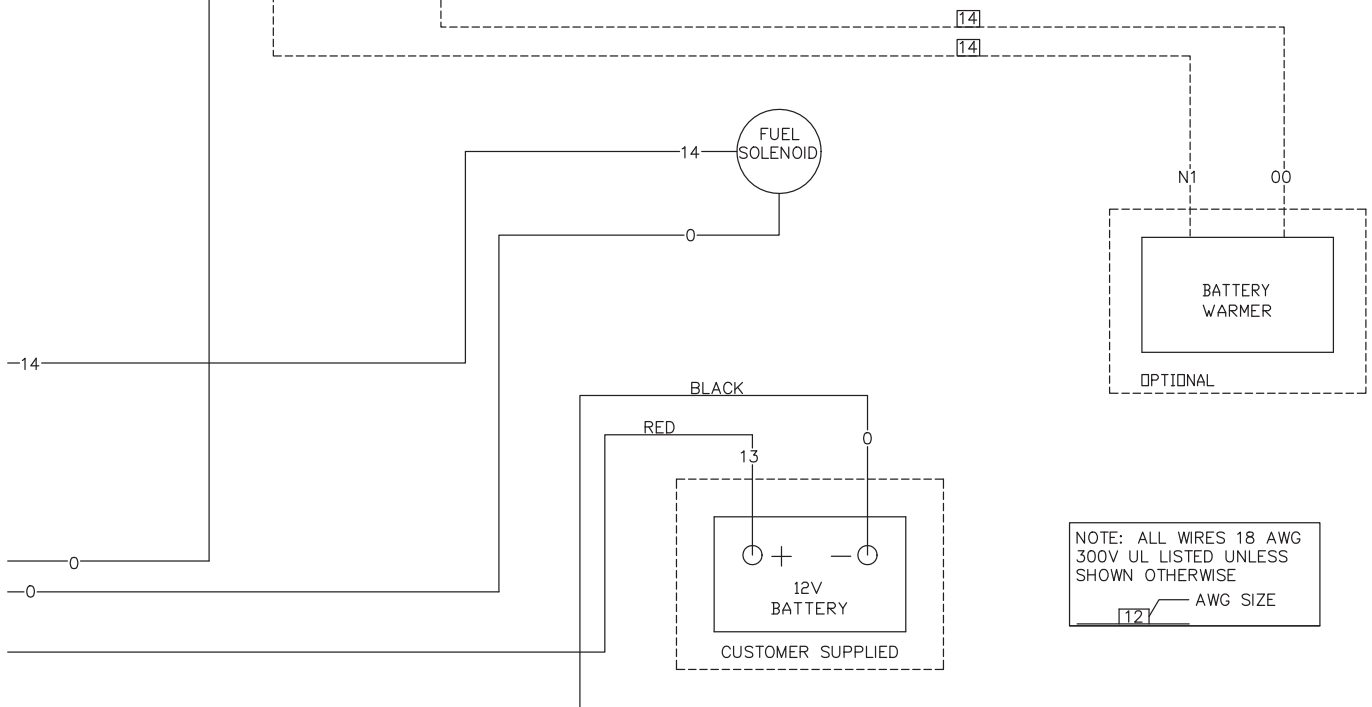 14
14
FUEL
SOLENOID
14
0
N1
00
BATTERY
WARMER
OPTIONAL
14
BLACK
RED
0
13
+
—
12V
BATTERY
CUSTOMER SUPPLIED
0
0
NOTE: ALL WIRES 18 AWG
300V UL LISTED UNLESS
SHOWN OTHERWISE
AWG SIZE
12